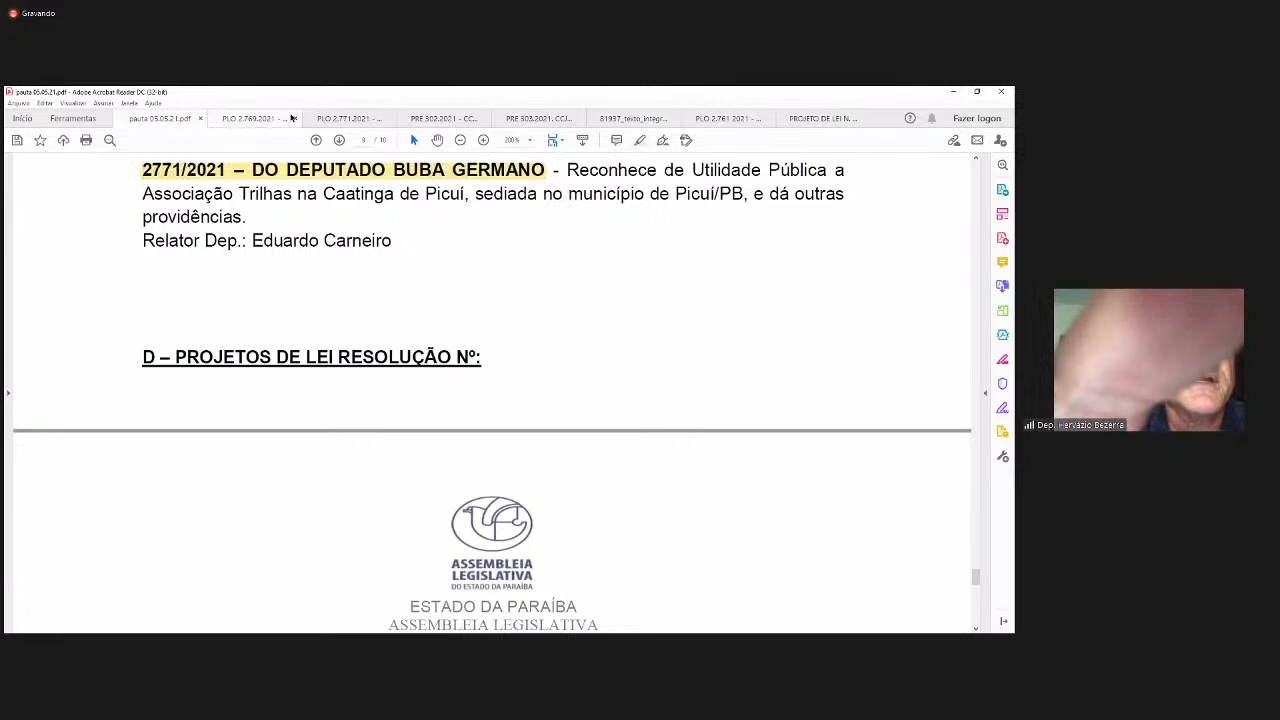 Gravando
pauta 05.05.21.pdf - Adobe Acrobat Reader DC (32-bit)
Arquivo Editar Visualizar Assinar Janela Ajuda
Início Ferramentas pauta 05.05.21.pdf × PLO 2.769.2021 - ... PLO 2.771.2021 - ... PRE 302.2021 - CC... PRE 303.2021. CCJ... 81937_texto_integr... PLO 2.761 2021 - ... PROJETO DE LEI N... Fazer logon
9 / 10 200%
2771/2021 – DO DEPUTADO BUBA GERMANO - Reconhece de Utilidade Pública a
Associação Trilhas na Caatinga de Picuí, sediada no município de Picuí/PB, e dá outras
providências.
Relator Dep.: Eduardo Carneiro
D – PROJETOS DE LEI RESOLUÇÃO Nº:
Dep. Hervázio Bezerra
ASSEMBLEIA
LEGISLATIVA
DO ESTADO DA PARAÍBA
ESTADO DA PARAÍBA
ASSEMBLEIA LEGISLATIVA